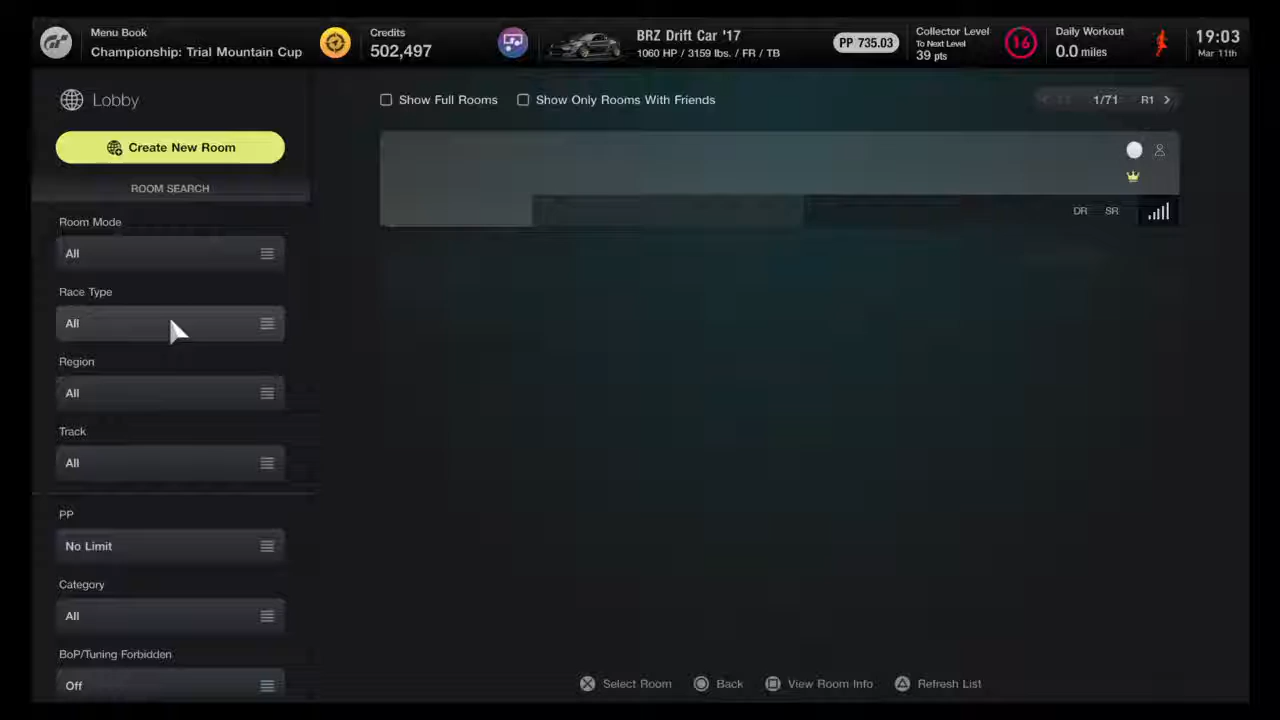 Menu Book
Championship: Trial Mountain Cup
Credits
502,497
BRZ Drift Car '17
1060 HP / 3159 lbs. / FR / TB
PP 735.03
Collector Level
To Next Level
39 pts
16
Daily Workout
0.0 miles
19:03
Mar 11th
Lobby
Create New Room
ROOM SEARCH
Room Mode
All
Race Type
All
Region
All
Track
All
PP
No Limit
Category
All
BoP/Tuning Forbidden
Off
Show Full Rooms
Show Only Rooms With Friends
1/71
R1
DR SR
Select Room
Back
View Room Info
Refresh List